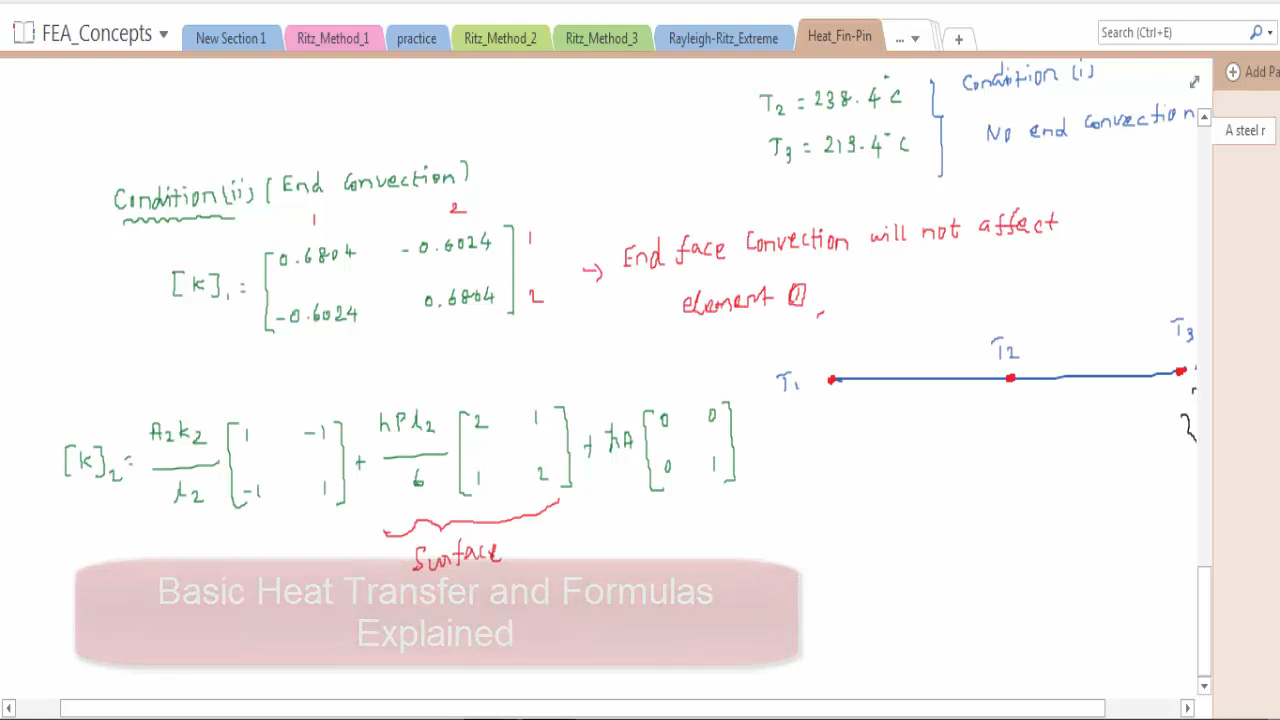 FEA_Concepts
New Section 1
Ritz_Method_1
practice
Ritz_Method_2
Ritz_Method_3
Rayleigh-Ritz_Extreme
Heat_Fin-Pin
...
Search (Ctrl+E)
Add Pa
A steel r
T2 = 238.4°C
T3 = 213.4°C
Condition (i)
No end convection
Condition (ii) (End Convection)
1 2
[K]1 = [0.6804 -0.6024] 1
[-0.6024 0.6804] 2
→ End face Convection will not affect
element 1,
T1 T2 T3
[K]2 = A2k2/l2 [1 -1; -1 1] + hPl2/6 [2 1; 1 2] + hA [0 0; 0 1]
Surface
Basic Heat Transfer and Formulas
Explained